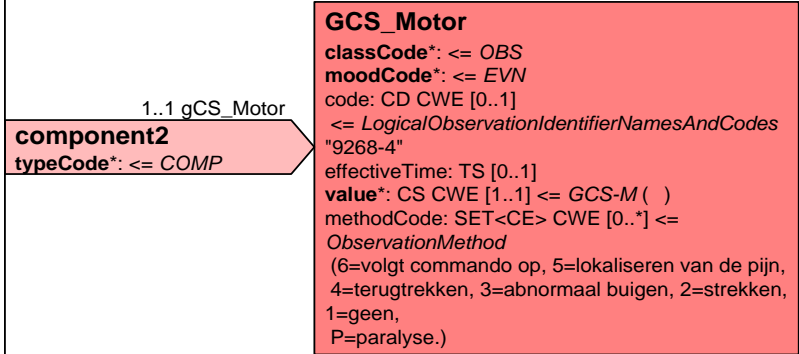 1..1 gCS_Motor
component2
typeCode*: <= COMP
GCS_Motor
classCode*: <= OBS
moodCode*: <= EVN
code: CD CWE [0..1]
<= LogicalObservationIdentifierNamesAndCodes
"9268-4"
effectiveTime: TS [0..1]
value*: CS CWE [1..1] <= GCS-M ( )
methodCode: SET<CE> CWE [0..*] <=
ObservationMethod
(6=volgt commando op, 5=lokaliseren van de pijn,
4=terugtrekken, 3=abnormaal buigen, 2=strekken,
1=geen,
P=paralyse.)